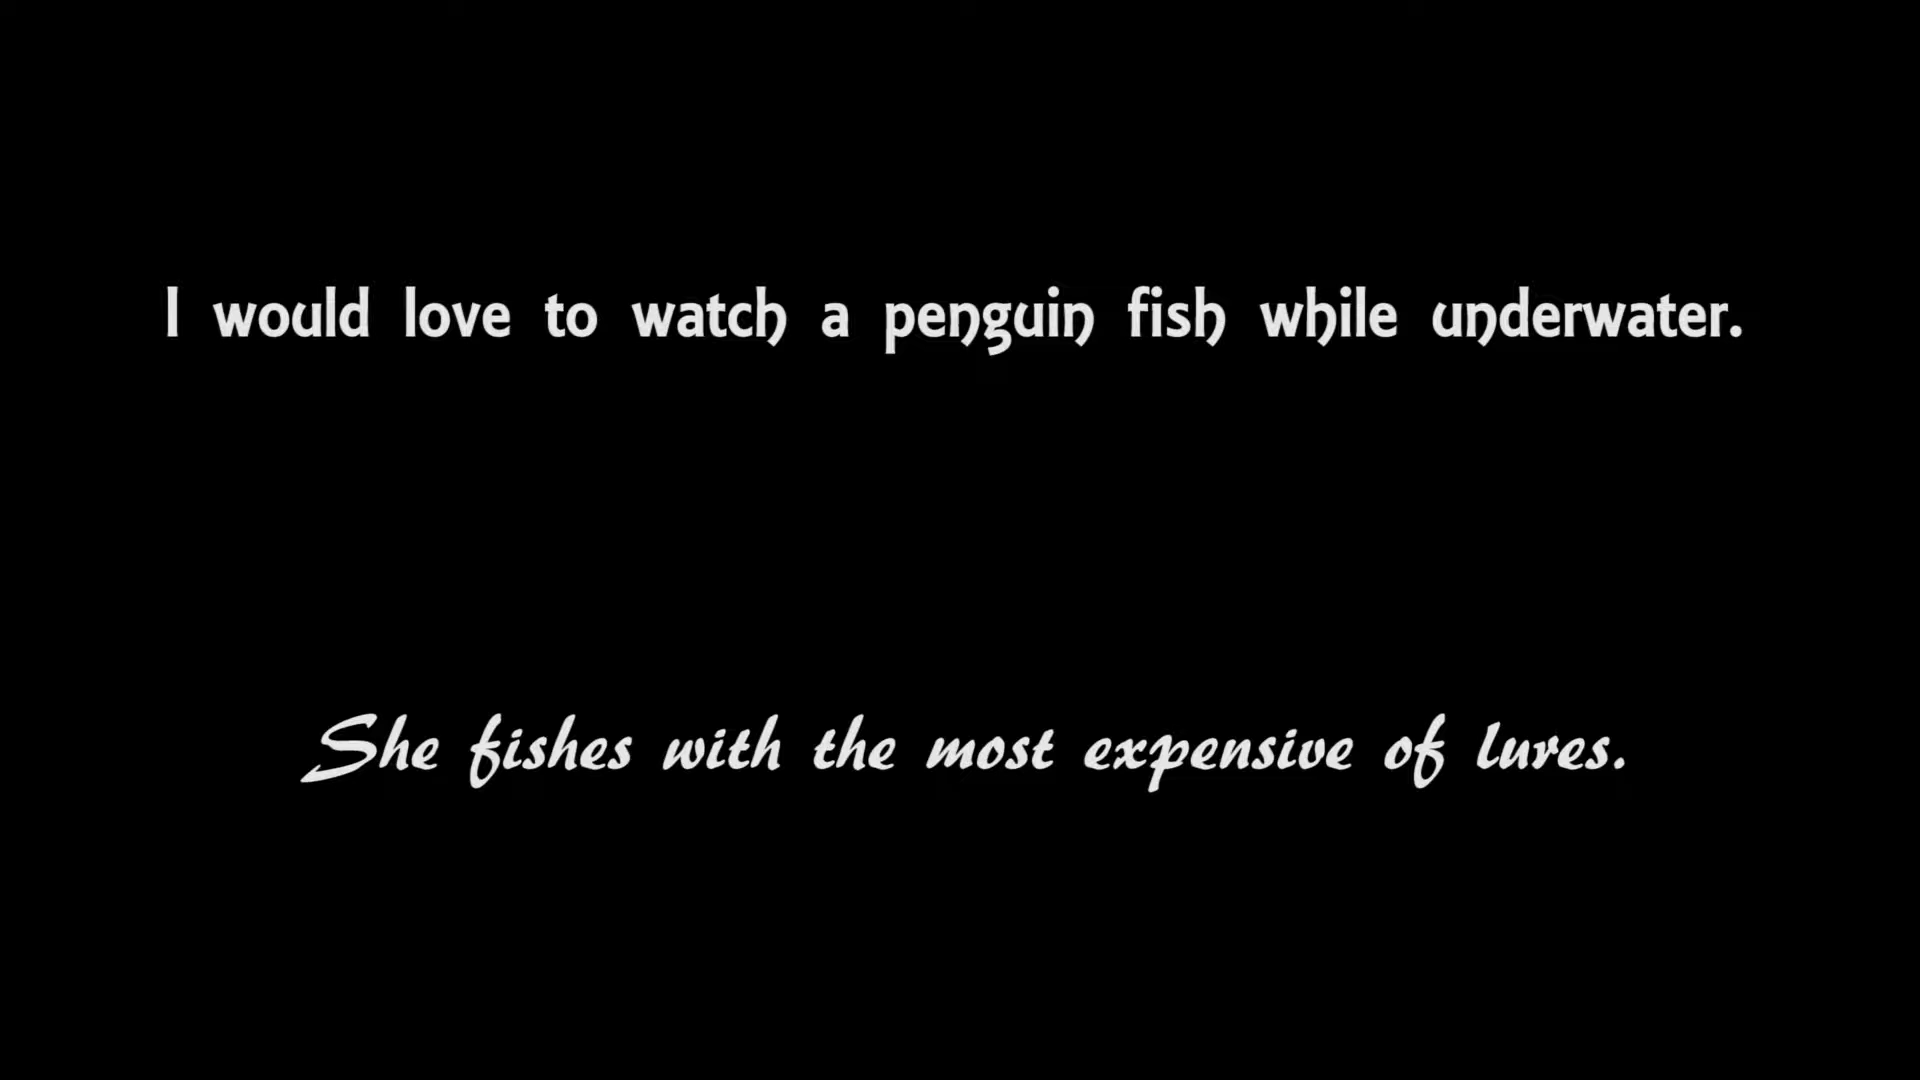 I would love to watch a penguin fish while underwater.
She fishes with the most expensive of lures.